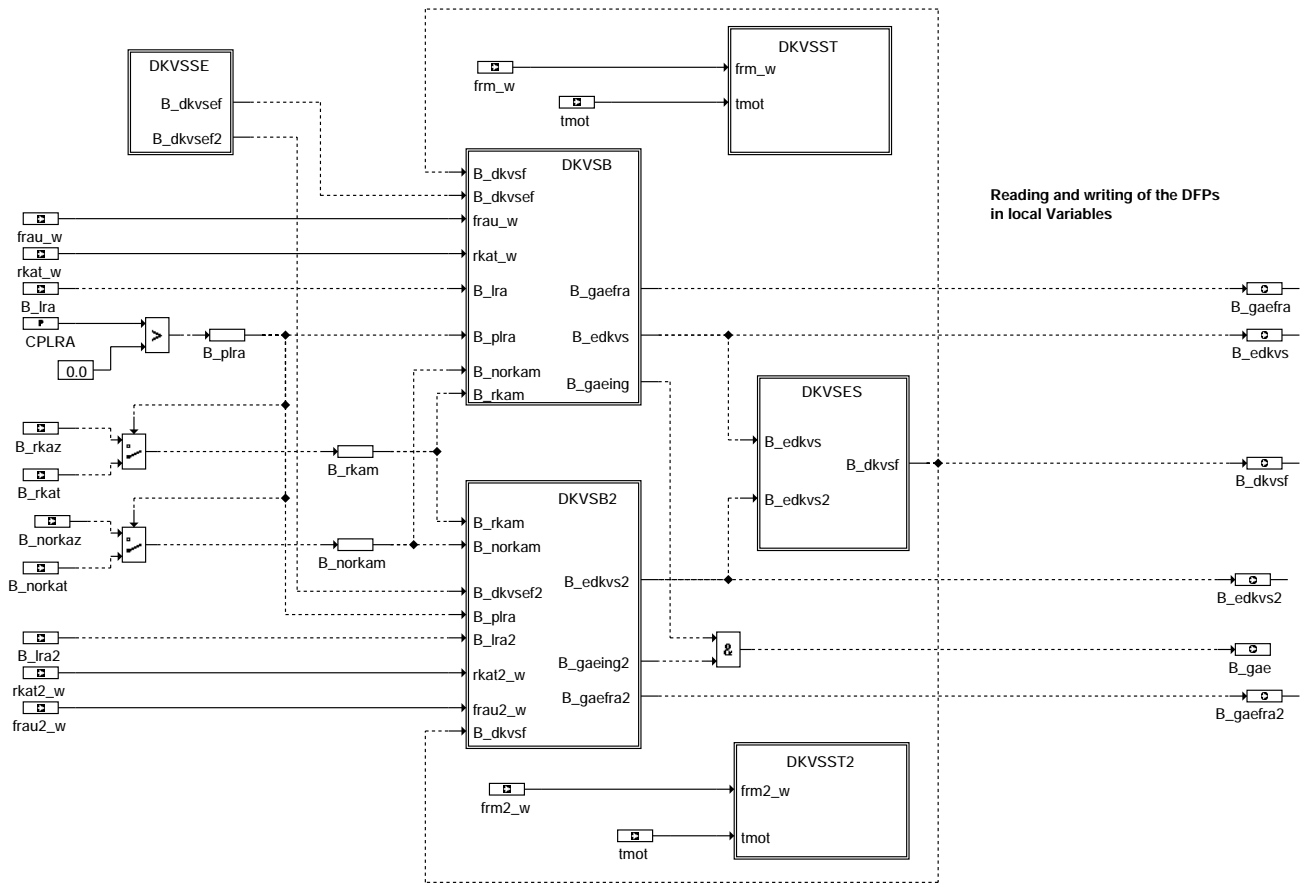 DKVSST
frm_w
tmot
frm_w
tmot
DKVSSE
B_dkvsef
B_dkvsef2
DKVSB
B_dkvsf
B_dkvsef
frau_w
rkat_w
B_lra
B_plra
B_norkam
B_rkam
B_gaefra
B_edkvs
B_gaeing
Reading and writing of the DFPs
in local Variables
frau_w
rkat_w
B_lra
P
CPLRA
>
0.0
B_plra
B_gaefra
B_edkvs
DKVSES
B_edkvs
B_edkvs2
B_dkvsf
B_dkvsf
B_rkaz
B_rkat
B_rkam
B_norkaz
B_norkat
B_norkam
DKVSB2
B_rkam
B_norkam
B_dkvsef2
B_plra
B_lra2
rkat2_w
frau2_w
B_dkvsf
B_edkvs2
B_gaeing2
B_gaefra2
&
B_edkvs2
B_gae
B_gaefra2
B_lra2
rkat2_w
frau2_w
DKVSST2
frm2_w
tmot
frm2_w
tmot